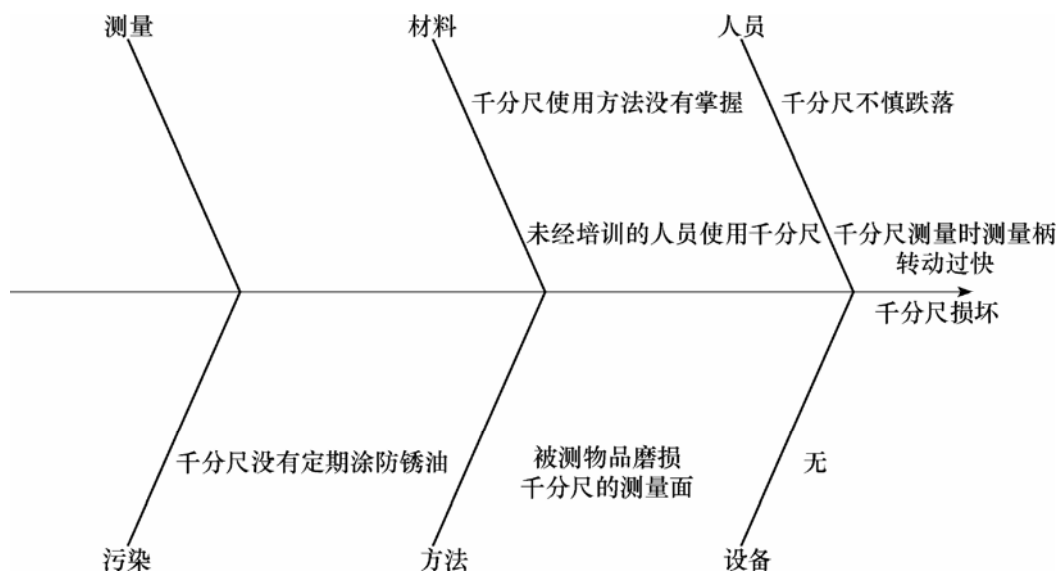 测量
材料
人员
千分尺使用方法没有掌握
千分尺不慎跌落
未经培训的人员使用千分尺
千分尺测量时测量柄
转动过快
千分尺损坏
千分尺没有定期涂防锈油
被测物品磨损
千分尺的测量面
无
污染
方法
设备